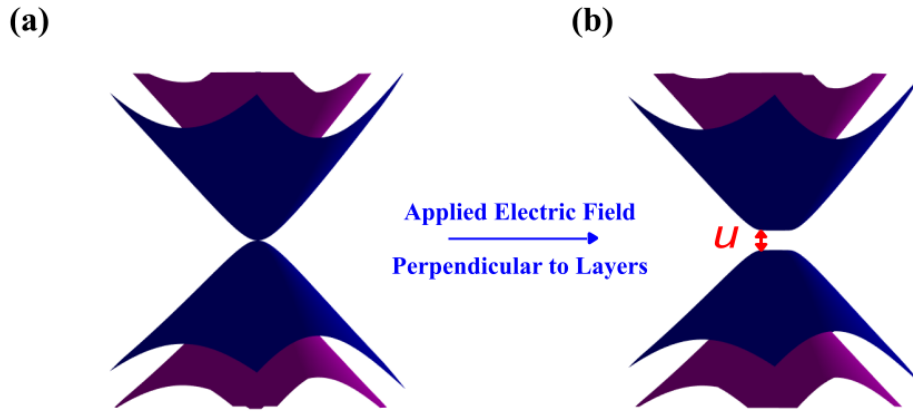 (a)
(b)
Applied Electric Field
u
Perpendicular to Layers